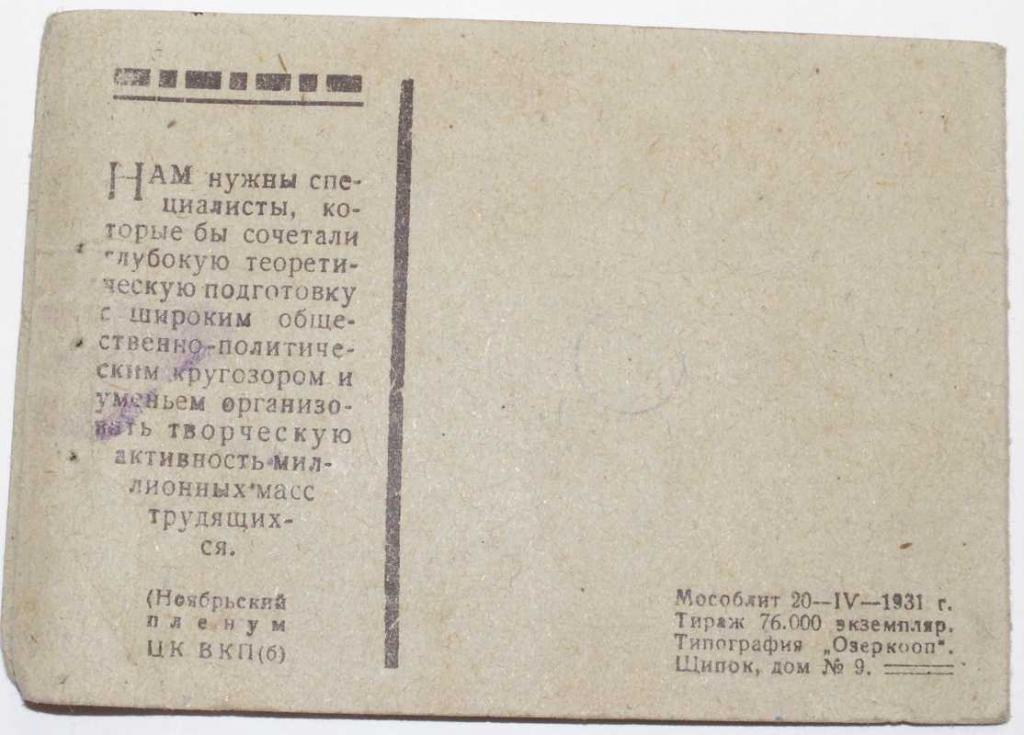 НАМ нужны спе-
циалисты, ко-
торые бы сочетали
глубокую теорети-
ческую подготовку
с широким обще-
ственно-политиче-
ским кругозором и
уменьем организо-
вать творческую
активность мил-
лионных масс
трудящих-
ся.
(Ноябрьский
пленум
ЦК ВКП(б)
Мособлит 20—IV—1931 г.
Тираж 76.000 экземпляр.
Типография „Озеркооп“.
Щипок, дом № 9.